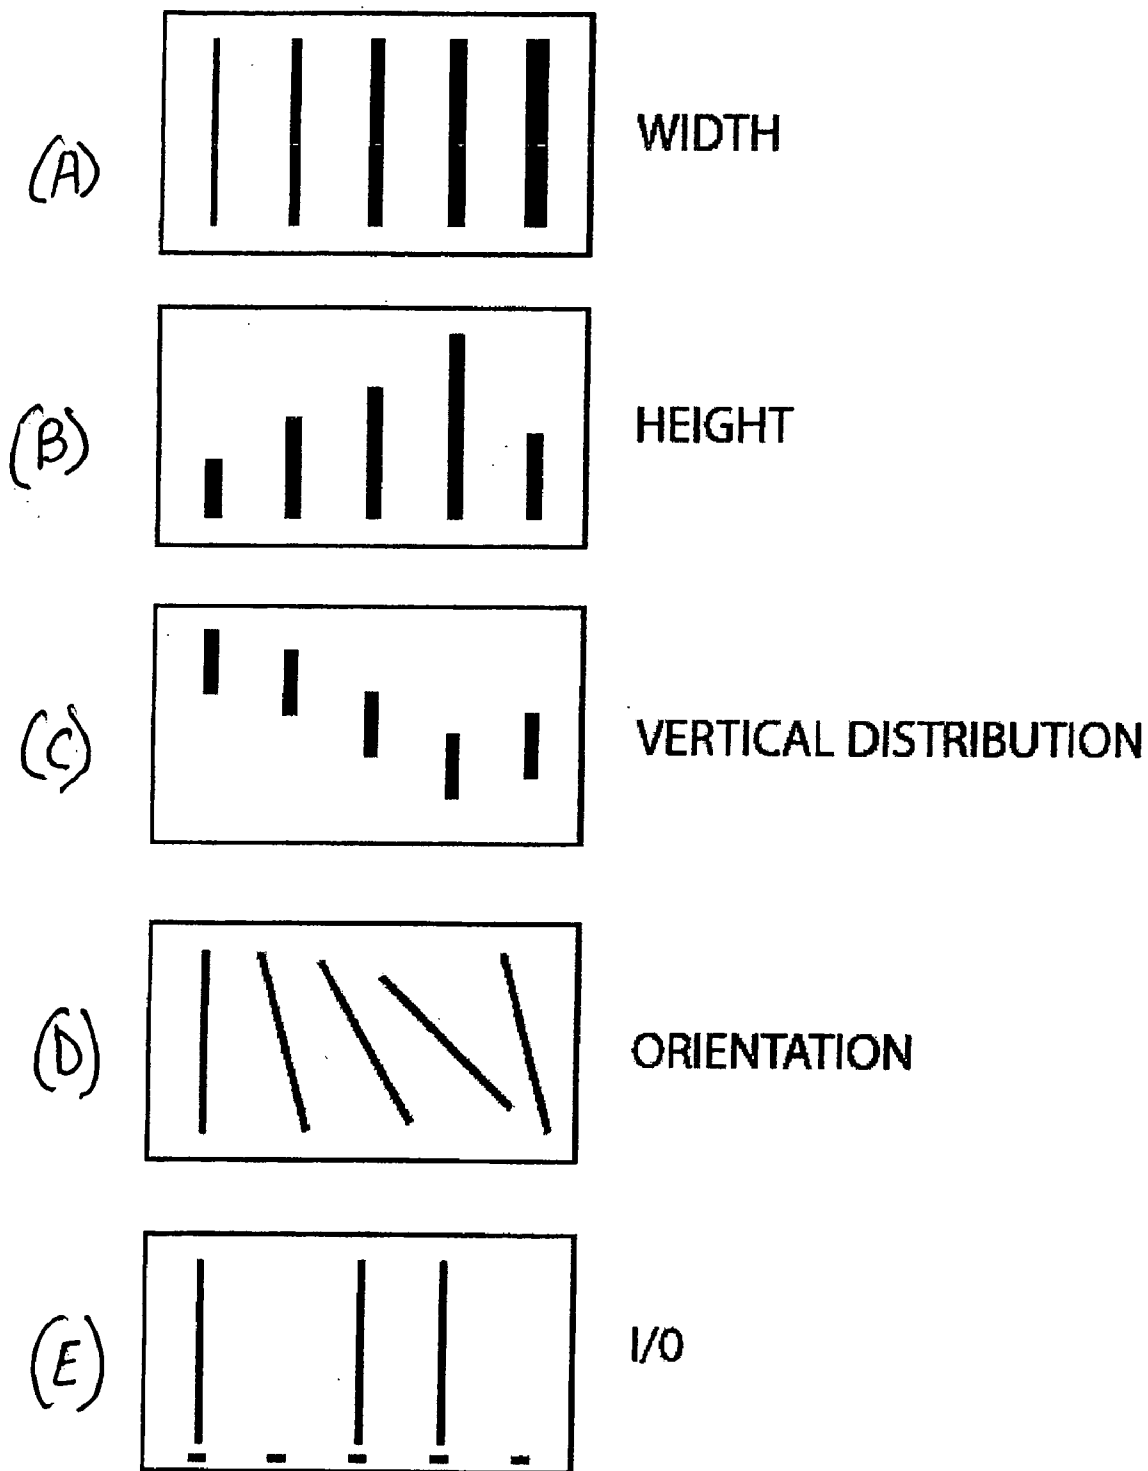 (A)
WIDTH
(B)
HEIGHT
(C)
VERTICAL DISTRIBUTION
(D)
ORIENTATION
(E)
I/0